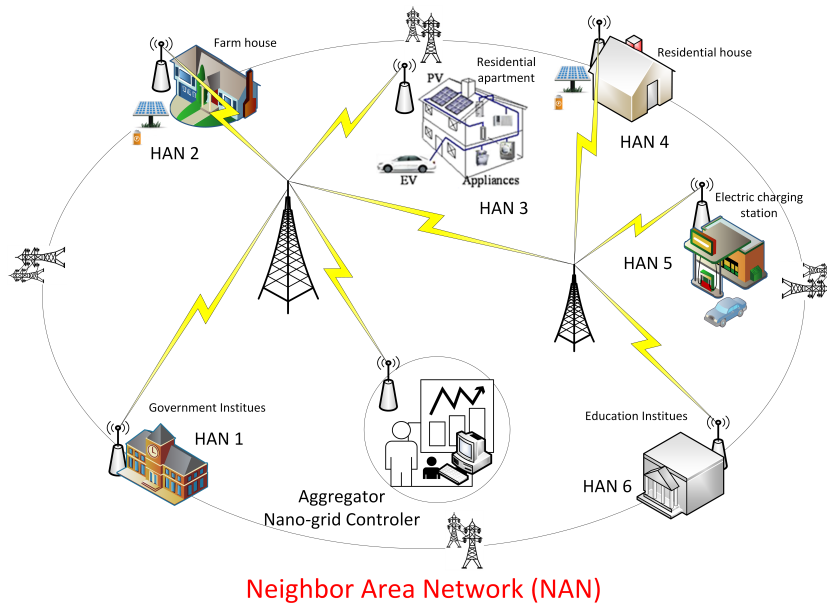 Farm house
HAN 2
Residential
apartment
PV
EV
Appliances
HAN 3
Residential house
HAN 4
Electric charging
station
HAN 5
Government Institues
HAN 1
Aggregator
Nano-grid Controler
Education Institues
HAN 6
Neighbor Area Network (NAN)